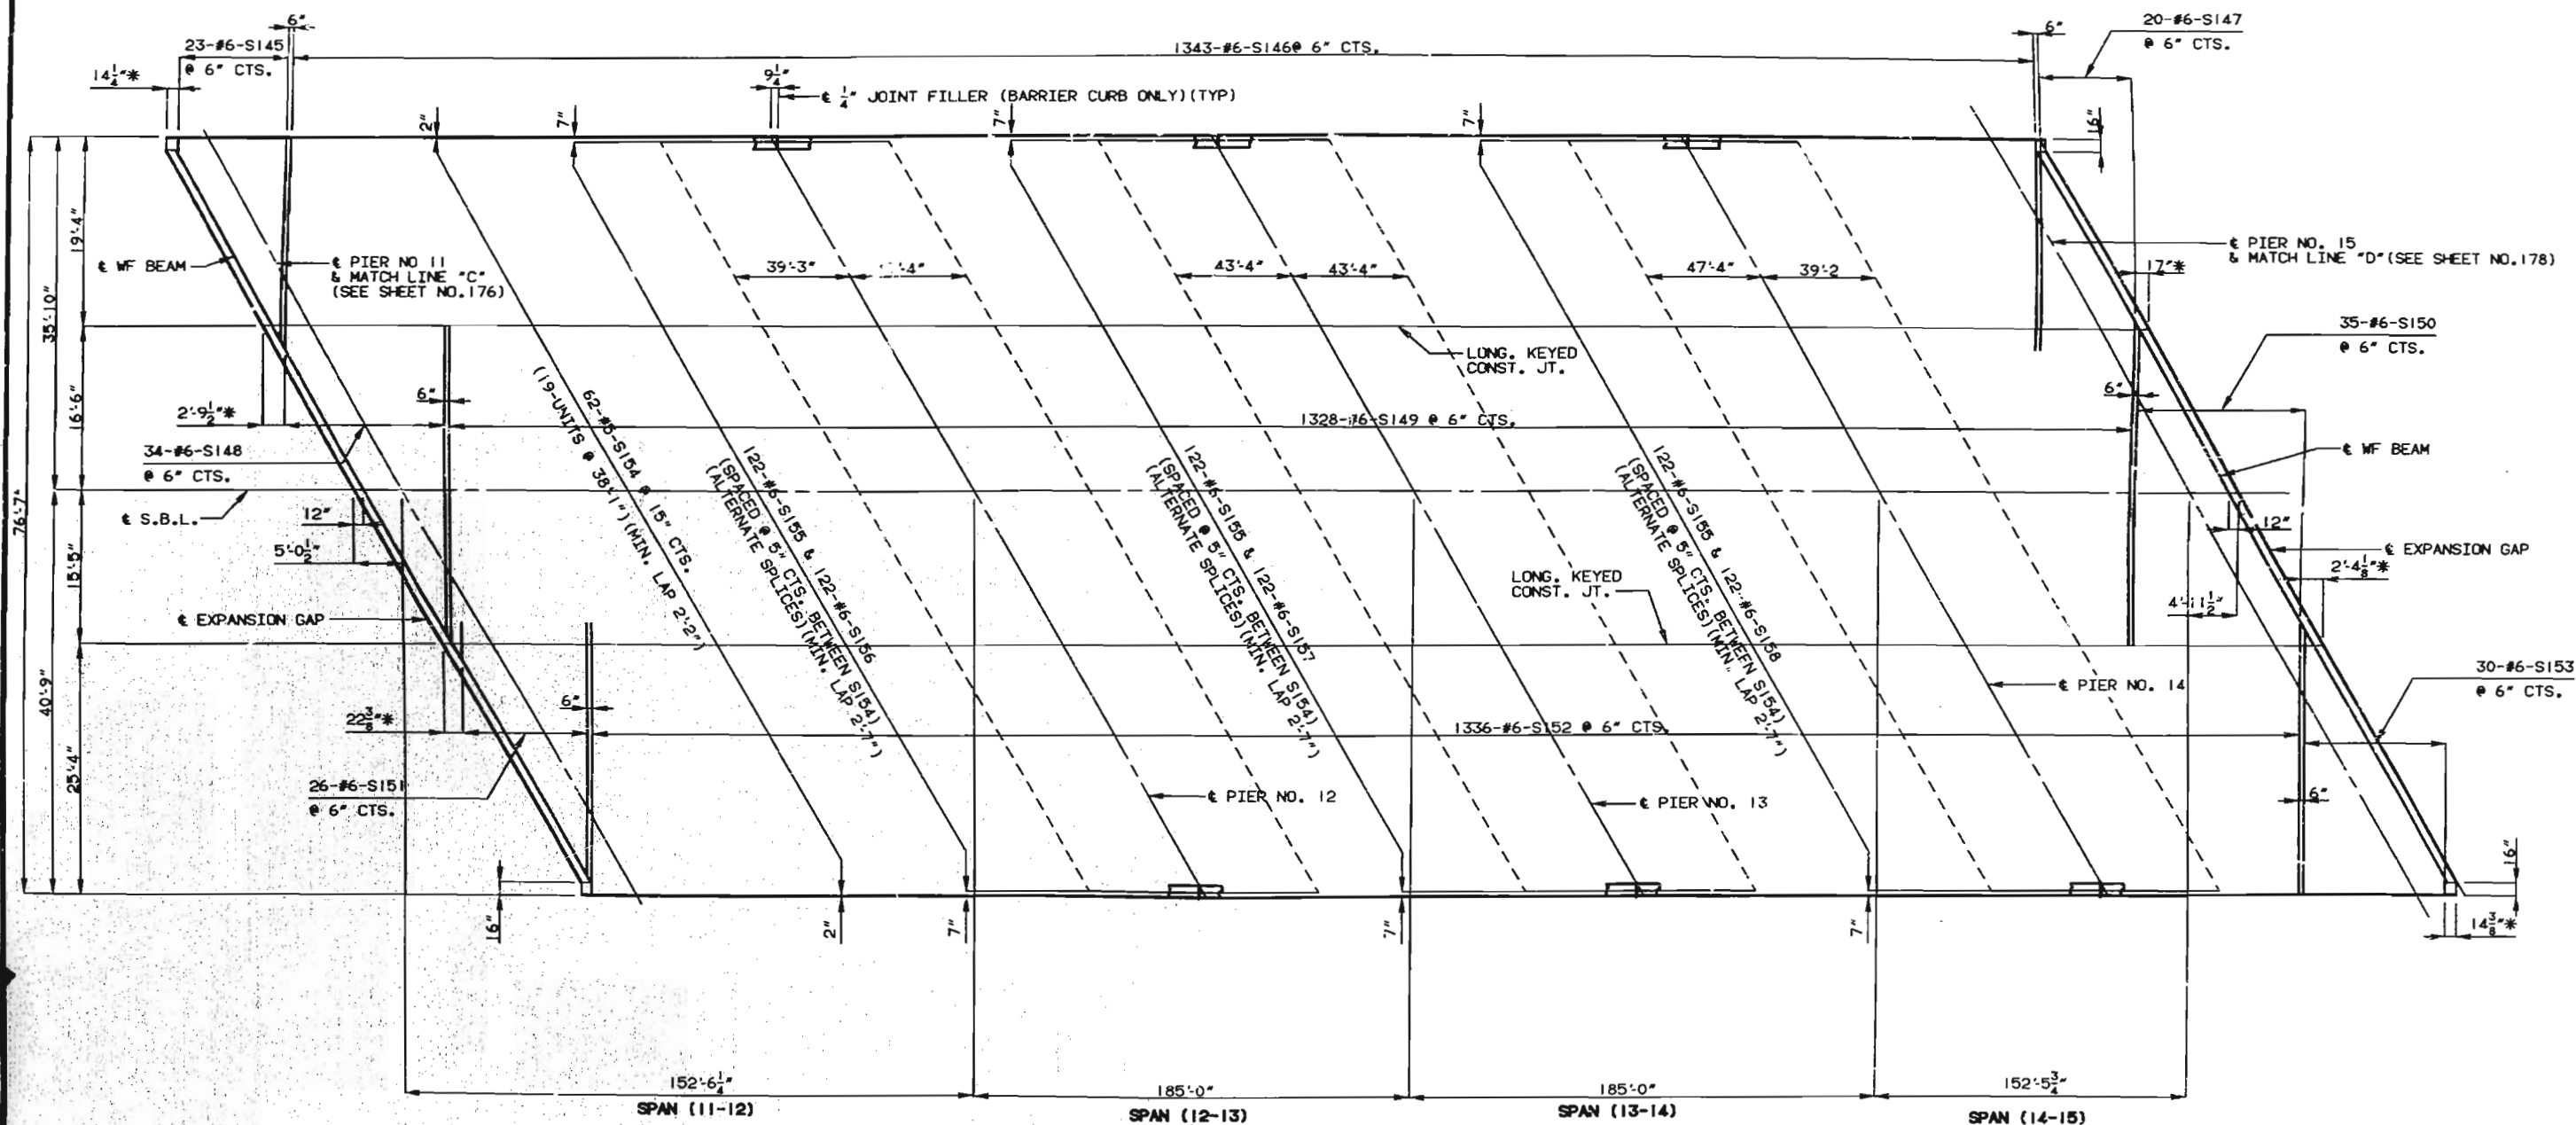 6"
23-#6-S145
@ 6" CTS.
14 1/4"*
1343-#6-S146@ 6" CTS.
6"
20-#6-S147
@ 6" CTS.
9 1/4"
℄ 1/4" JOINT FILLER (BARRIER CURB ONLY)(TYP)
2"
7"
7"
7"
16"
76'-7"
35'-10"
19'-4"
16'-6"
15'-5"
40'-9"
25'-4"
℄ WF BEAM
℄ PIER NO 11
& MATCH LINE "C"
(SEE SHEET NO.176)
39'-3"
43'-4"
43'-4"
47'-4"
39'-2
℄ PIER NO. 15
& MATCH LINE "D"(SEE SHEET NO.178)
17"*
LONG. KEYED
CONST. JT.
35-#6-S150
@ 6" CTS.
2'-9 1/2"*
6"
6"
1328-#6-S149 @ 6" CTS.
34-#6-S148
@ 6" CTS.
℄ WF BEAM
℄ S.B.L.
12"
5'-0 1/2"
62-#5-S154 @ 15" CTS.
(19-UNITS @ 38'-1")(MIN. LAP 2'-2")
122-#6-S155 & 122-#6-S156
(SPACED @ 5" CTS. BETWEEN S154)
(ALTERNATE SPLICES)(MIN. LAP 2'-7")
122-#6-S155 & 122-#6-S157
(SPACED @ 5" CTS. BETWEEN S154)
(ALTERNATE SPLICES)(MIN. LAP 2'-7")
122-#6-S155 & 122-#6-S158
(SPACED @ 5" CTS. BETWEEN S154)
(ALTERNATE SPLICES)(MIN. LAP 2'-7")
12"
℄ EXPANSION GAP
2'-4 1/8"*
4'-11 1/2"
LONG. KEYED
CONST. JT.
℄ EXPANSION GAP
℄ PIER NO. 14
30-#6-S153
@ 6" CTS.
22 3/8"*
6"
1336-#6-S152 @ 6" CTS.
26-#6-S151
@ 6" CTS.
℄ PIER NO. 12
℄ PIER NO. 13
6"
16"
16"
2"
7"
7"
7"
14 3/8"*
152'-6 1/4"
185'-0"
185'-0"
152'-5 3/4"
SPAN (11-12)
SPAN (12-13)
SPAN (13-14)
SPAN (14-15)